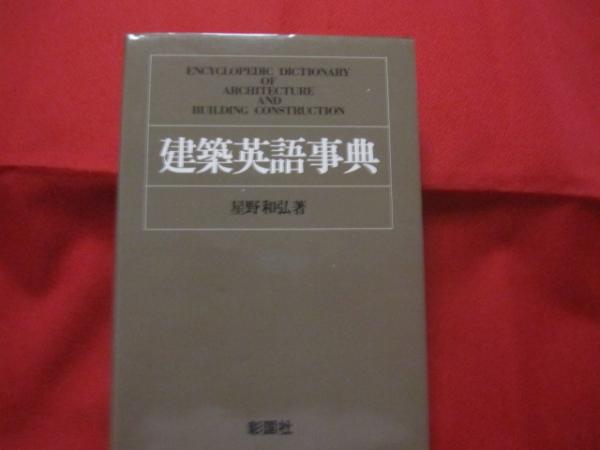 ENCYCLOPEDIC DICTIONARY
OF
ARCHITECTURE
AND
BUILDING CONSTRUCTION
建築英語事典
星野和弘著
彰国社